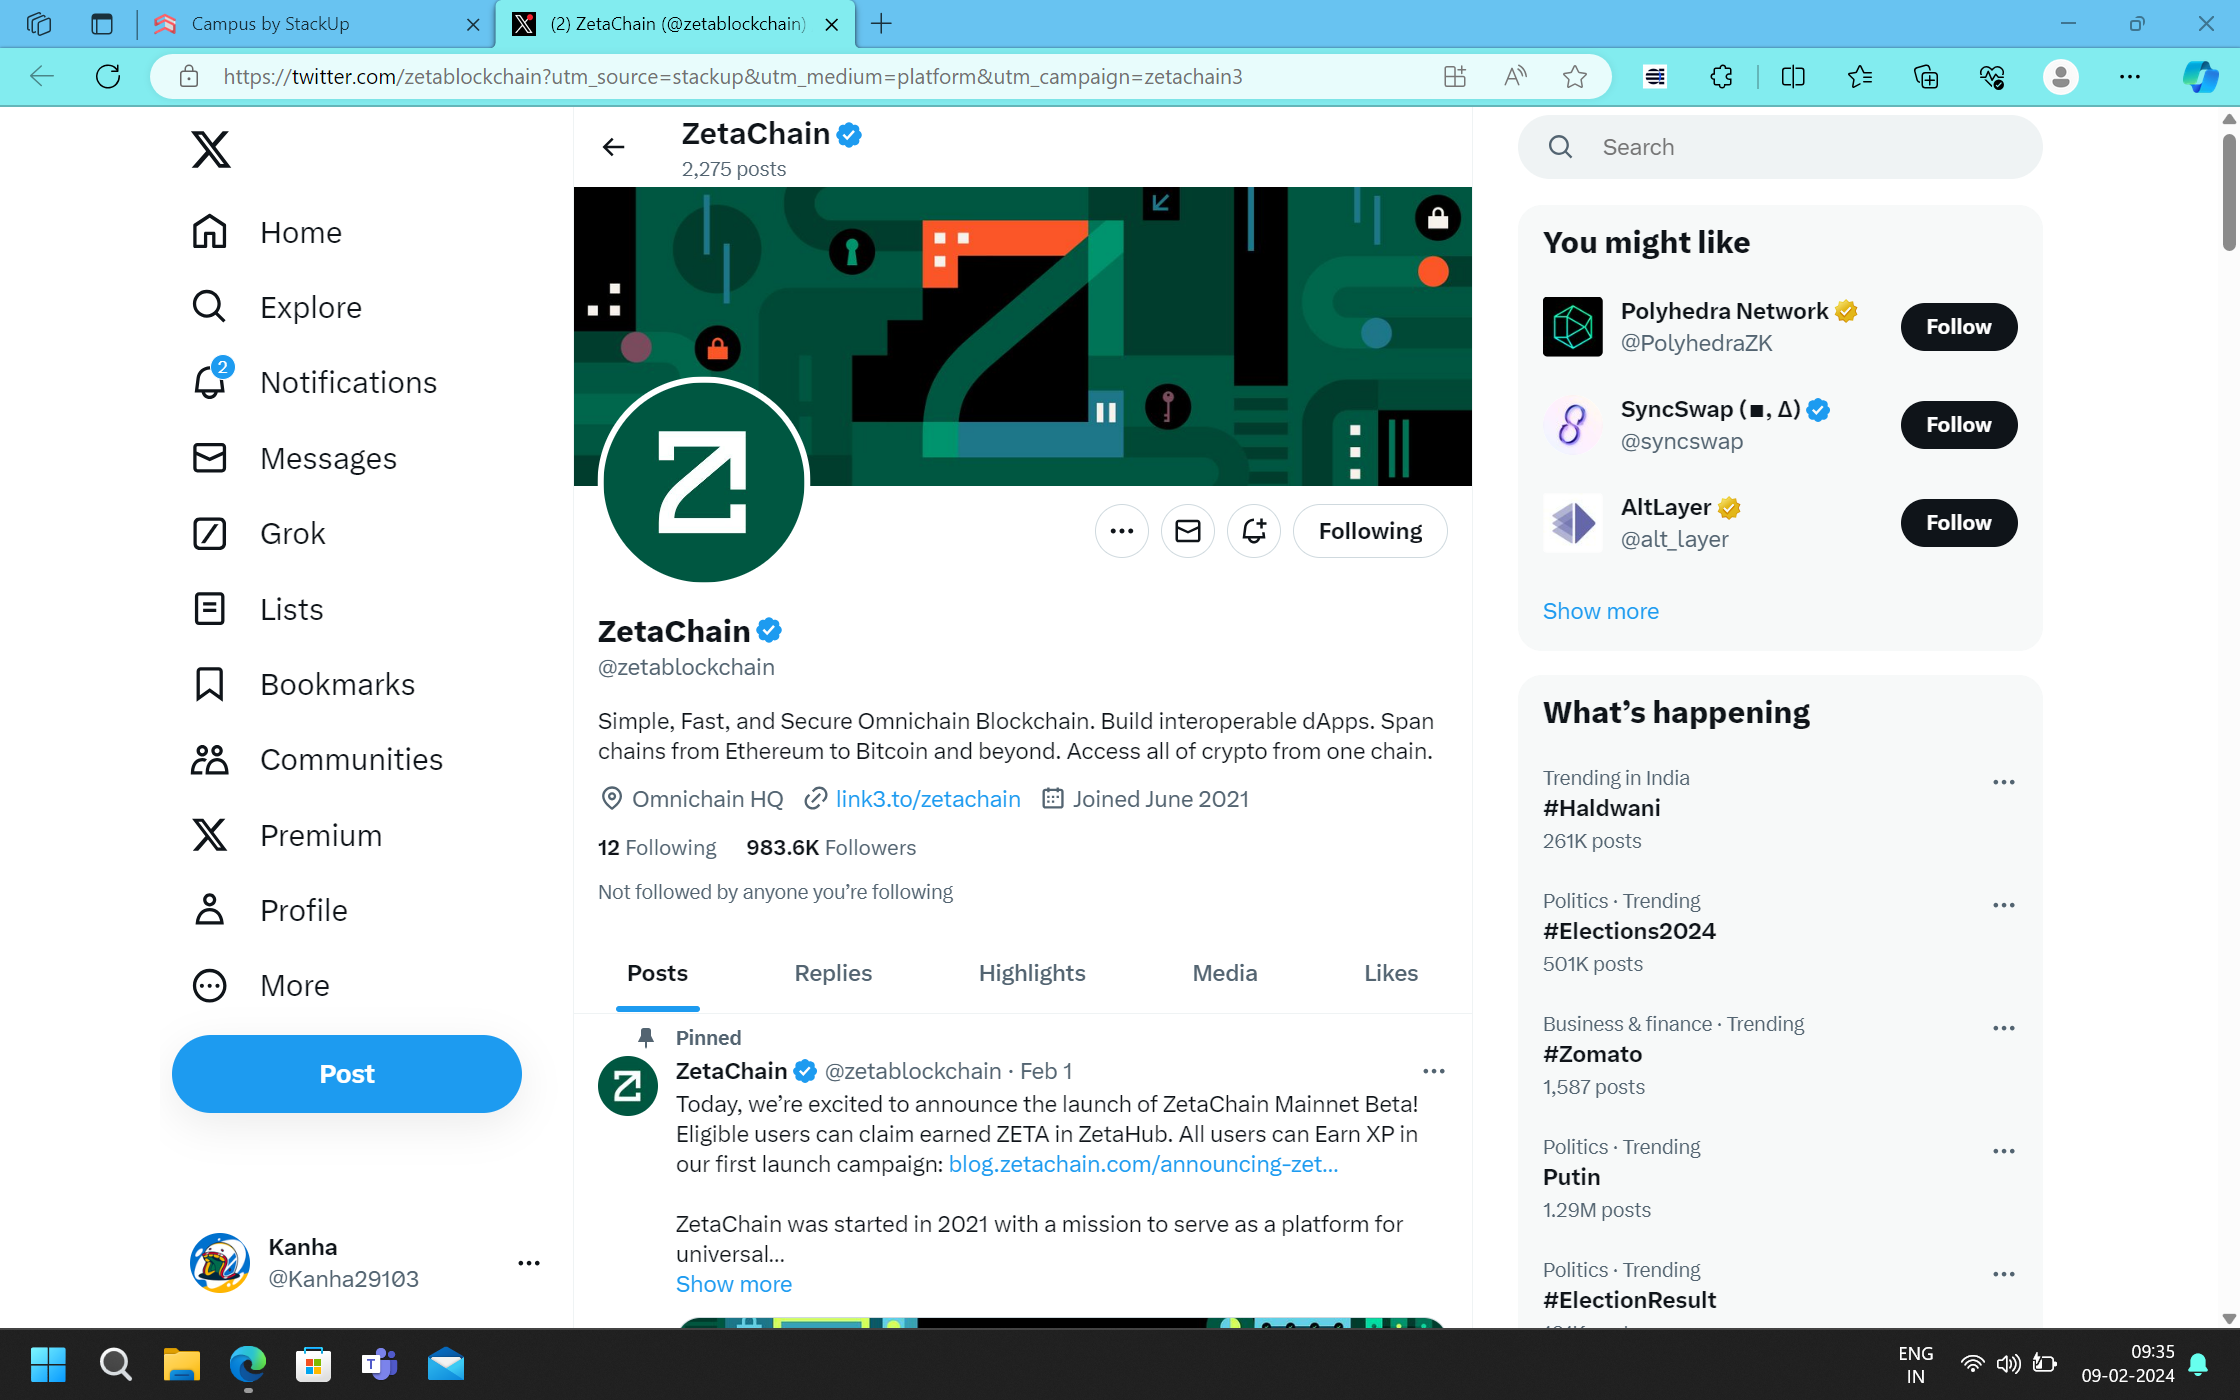 Campus by StackUp
(2) ZetaChain (@zetablockchain)
https://twitter.com/zetablockchain?utm_source=stackup&utm_medium=platform&utm_campaign=zetachain3
Home
Explore
2
Notifications
Messages
Grok
Lists
Bookmarks
Communities
Premium
Profile
More
Post
Kanha
@Kanha29103
ZetaChain
2,275 posts
Following
ZetaChain
@zetablockchain
Simple, Fast, and Secure Omnichain Blockchain. Build interoperable dApps. Span
chains from Ethereum to Bitcoin and beyond. Access all of crypto from one chain.
Omnichain HQ link3.to/zetachain Joined June 2021
12 Following 983.6K Followers
Not followed by anyone you’re following
Posts Replies Highlights Media Likes
Pinned
ZetaChain @zetablockchain · Feb 1
Today, we’re excited to announce the launch of ZetaChain Mainnet Beta!
Eligible users can claim earned ZETA in ZetaHub. All users can Earn XP in
our first launch campaign: blog.zetachain.com/announcing-zet…
ZetaChain was started in 2021 with a mission to serve as a platform for
universal…
Show more
Search
You might like
Polyhedra Network
@PolyhedraZK
Follow
SyncSwap (■, ∆)
@syncswap
Follow
AltLayer
@alt_layer
Follow
Show more
What’s happening
Trending in India
#Haldwani
261K posts
Politics · Trending
#Elections2024
501K posts
Business & finance · Trending
#Zomato
1,587 posts
Politics · Trending
Putin
1.29M posts
Politics · Trending
#ElectionResult
ENG
IN
09:35
09-02-2024